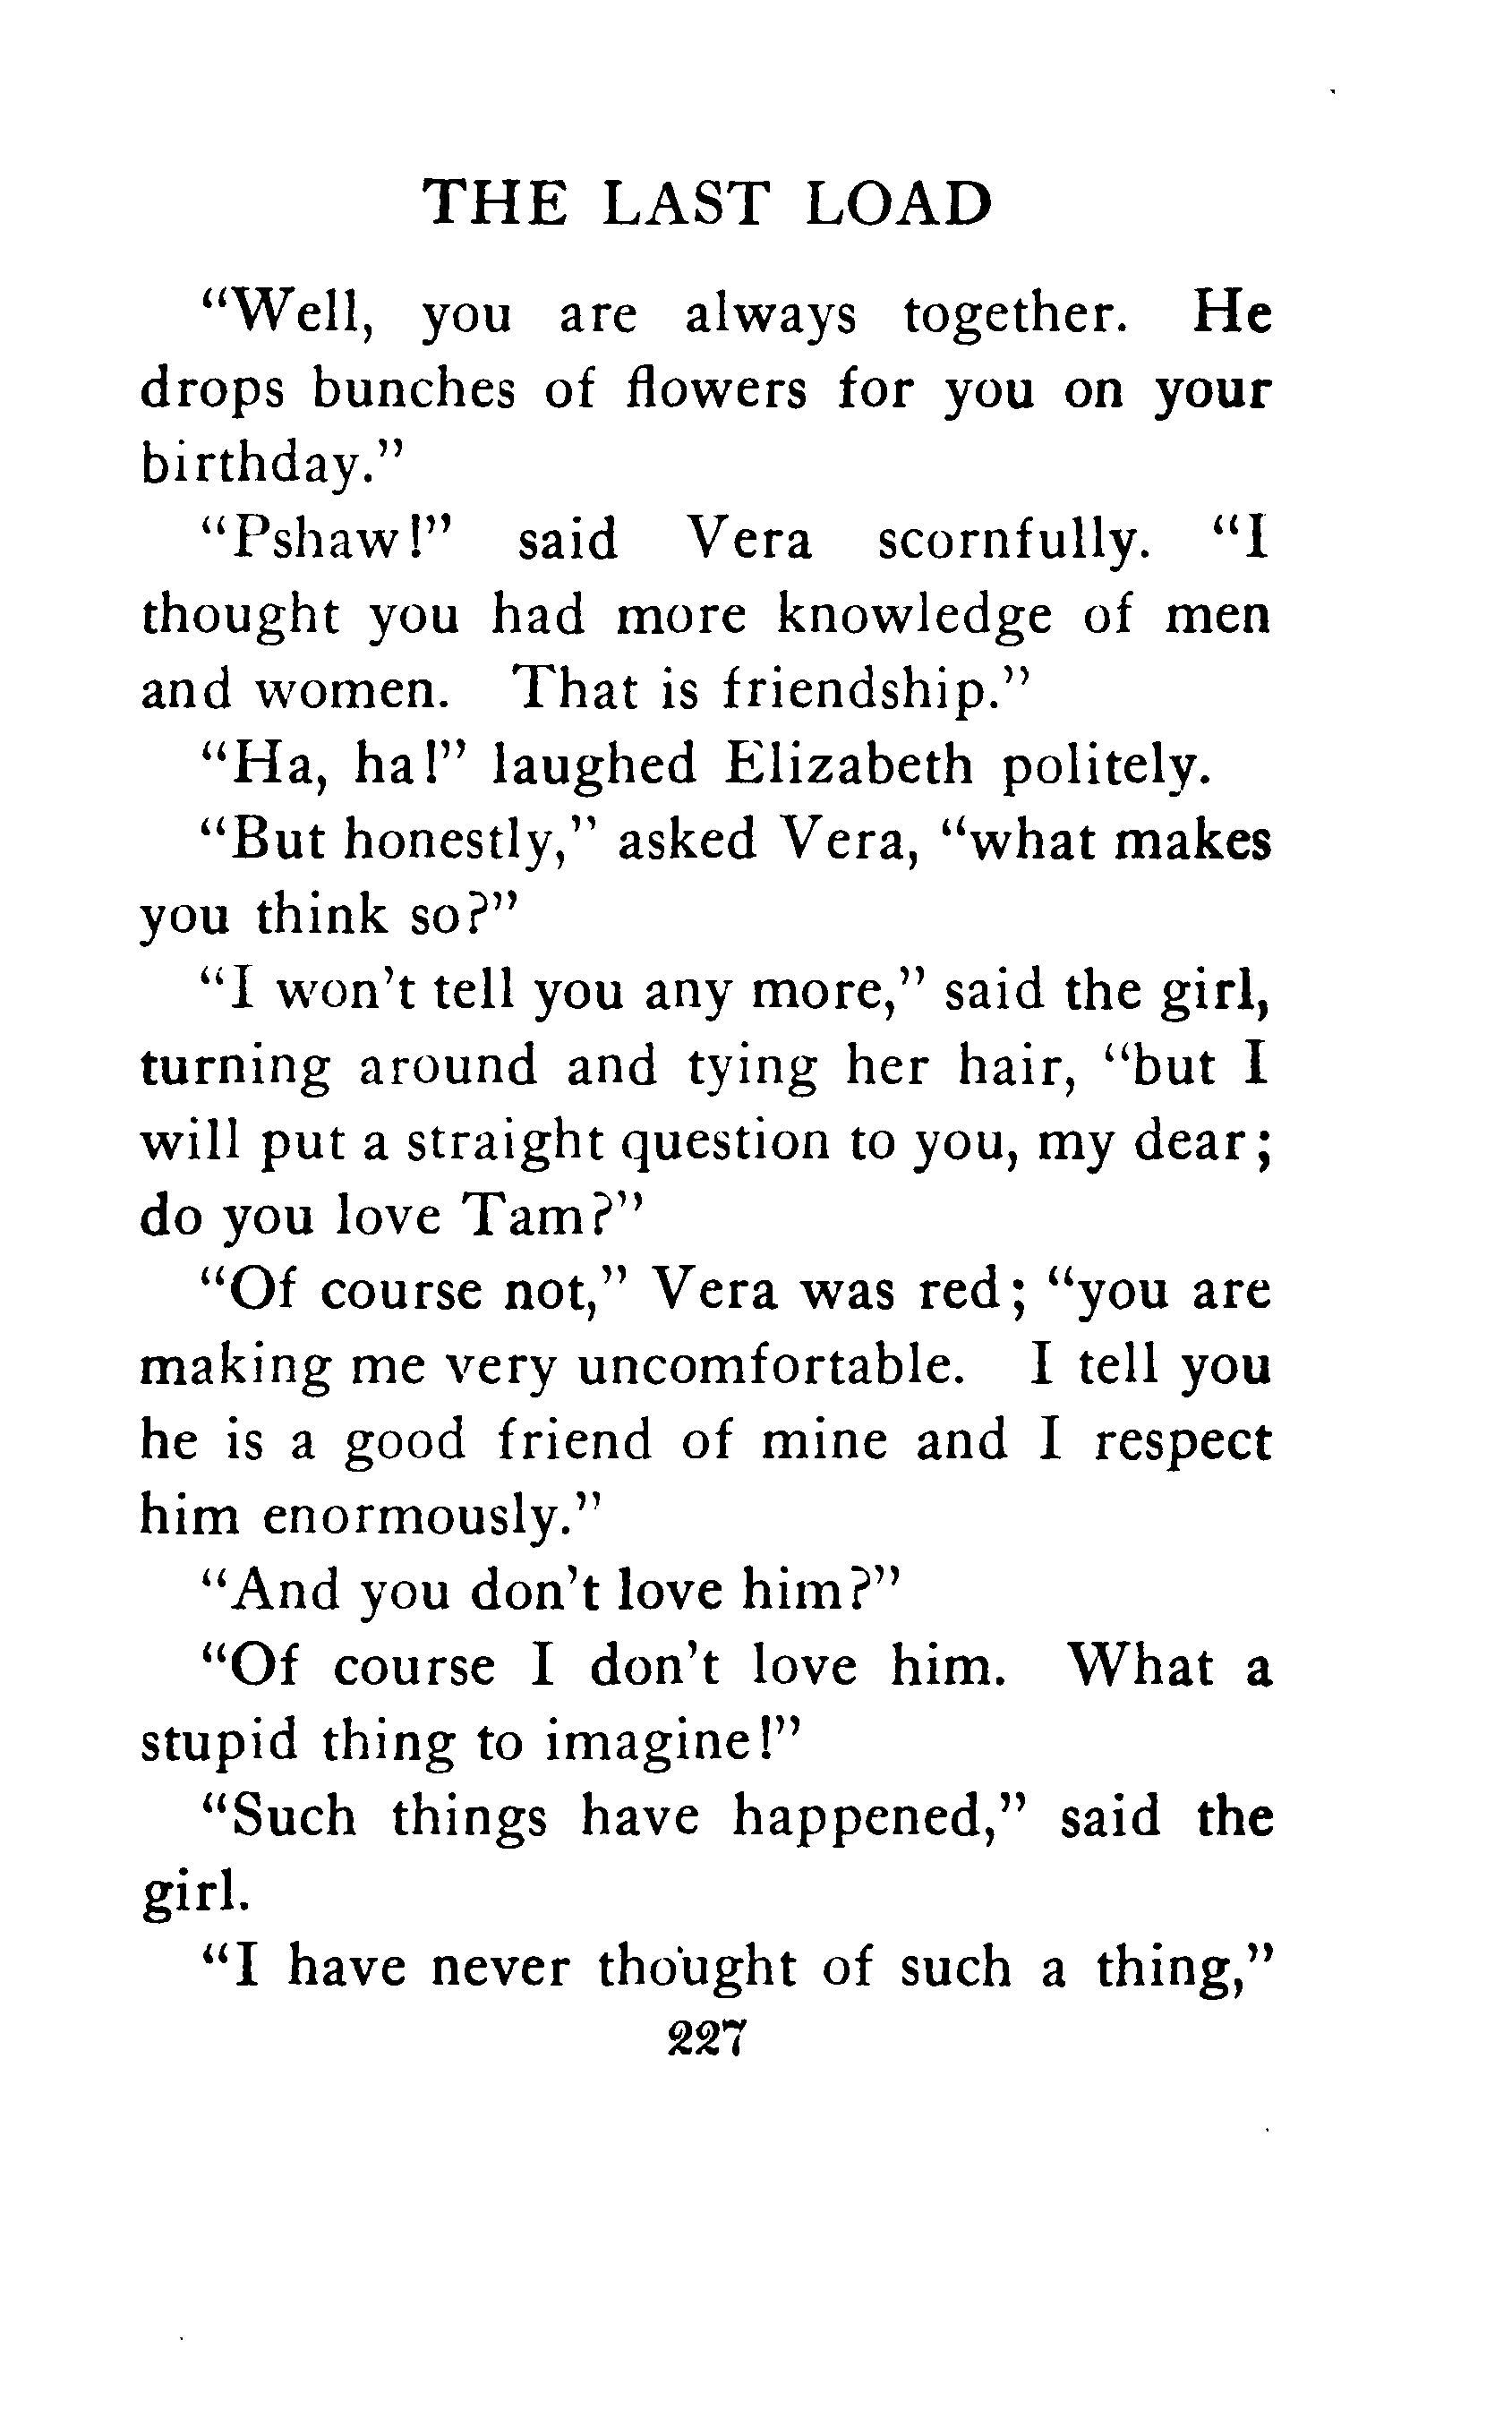 THE LAST LOAD
"Well, you are always together. He
drops bunches of flowers for you on your
birthday."
"Pshaw!" said Vera scornfully. "I
thought you had more knowledge of men
and women. That is friendship."
"Ha, ha!" laughed Elizabeth politely.
"But honestly," asked Vera, "what makes
you think so?"
"I won't tell you any more," said the girl,
turning around and tying her hair, "but I
will put a straight question to you, my dear;
do you love Tam?"
"Of course not," Vera was red; "you are
making me very uncomfortable. I tell you
he is a good friend of mine and I respect
him enormously."
"And you don't love him?"
"Of course I don't love him. What a
stupid thing to imagine!"
"Such things have happened," said the
girl.
"I have never thought of such a thing,"
227